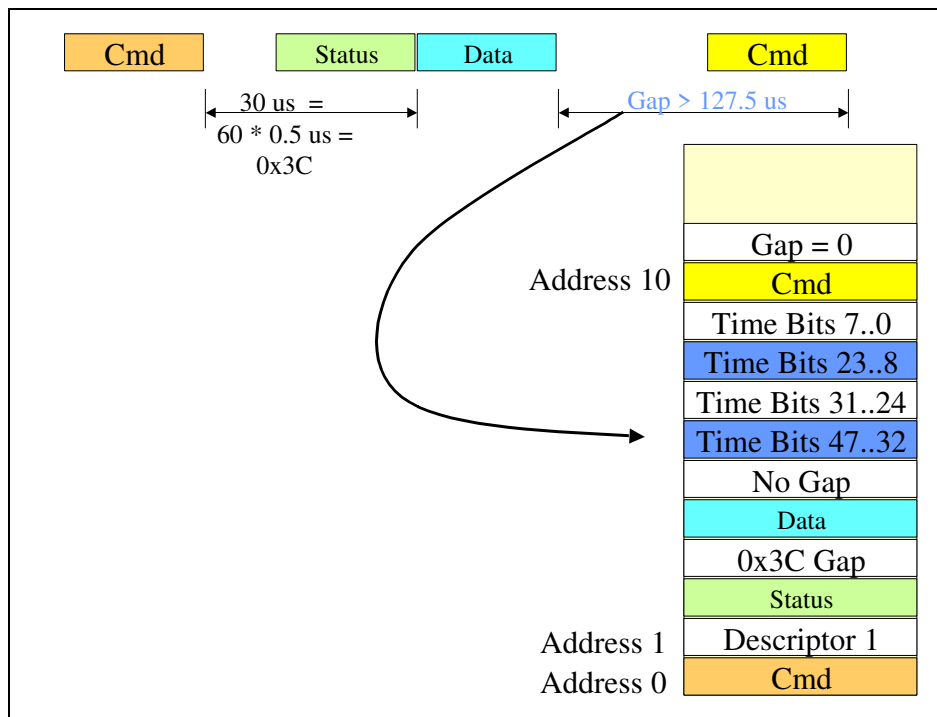 Cmd
Status
Data
Cmd
30 us =
60 * 0.5 us =
0x3C
Gap > 127.5 us
Gap = 0
Address 10
Cmd
Time Bits 7..0
Time Bits 23..8
Time Bits 31..24
Time Bits 47..32
No Gap
Data
0x3C Gap
Status
Address 1
Descriptor 1
Address 0
Cmd